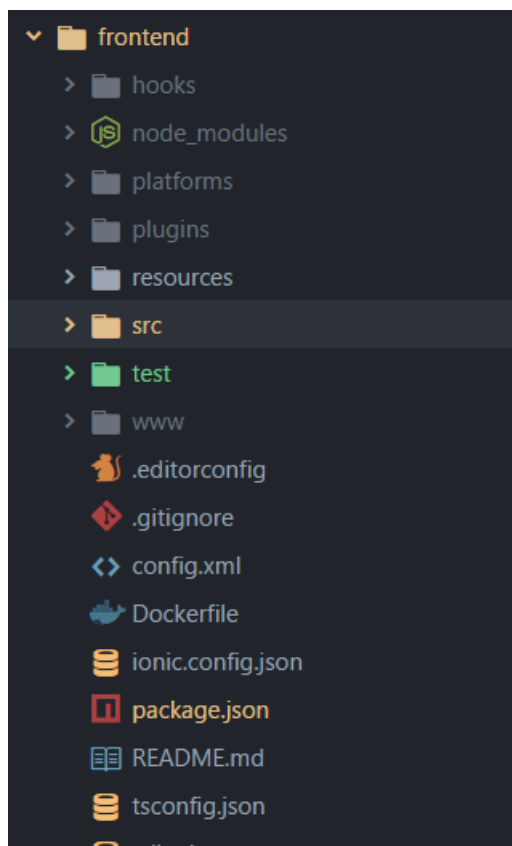 frontend
hooks
node_modules
platforms
plugins
resources
src
test
www
.editorconfig
.gitignore
config.xml
Dockerfile
ionic.config.json
package.json
README.md
tsconfig.json